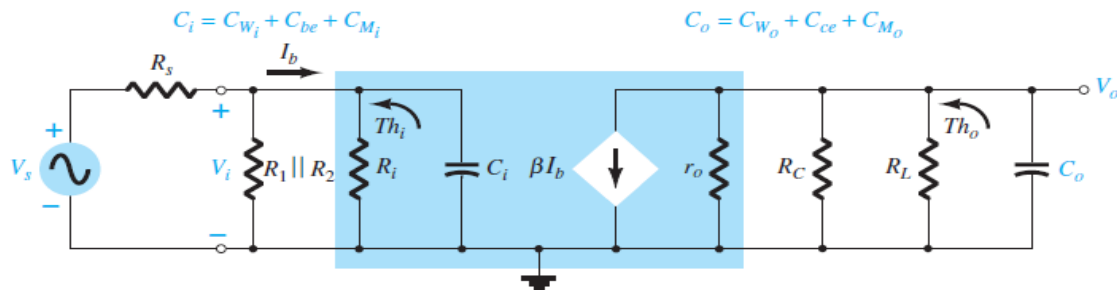 C_i = C_{W_i} + C_{be} + C_{M_i}
C_o = C_{W_o} + C_{ce} + C_{M_o}
R_s
I_b
+
V_o
+
V_s
−
V_i
−
R_1 || R_2
Th_i
R_i
C_i
βI_b
r_o
R_C
Th_o
R_L
C_o